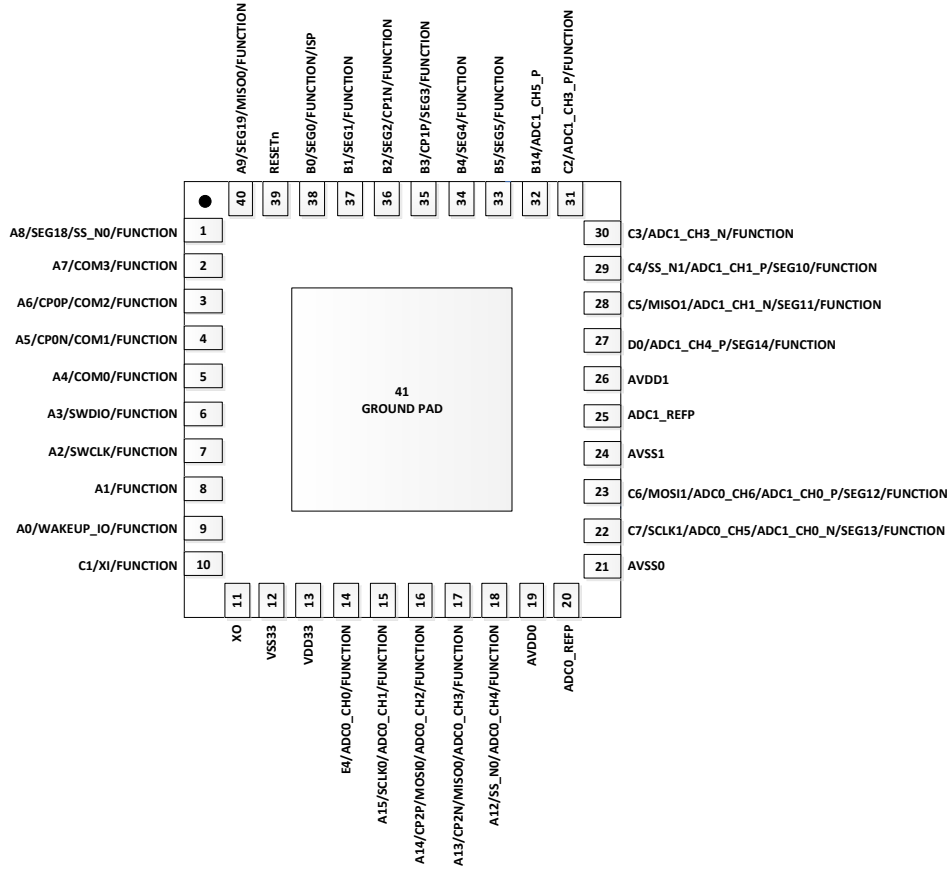 A9/SEG19/MISO0/FUNCTION
RESETn
B0/SEG0/FUNCTION/ISP
B1/SEG1/FUNCTION
B2/SEG2/CP1N/FUNCTION
B3/CP1P/SEG3/FUNCTION
B4/SEG4/FUNCTION
B5/SEG5/FUNCTION
B14/ADC1_CH5_P
C2/ADC1_CH3_P/FUNCTION
40
39
38
37
36
35
34
33
32
31
A8/SEG18/SS_N0/FUNCTION
1
A7/COM3/FUNCTION
2
A6/CP0P/COM2/FUNCTION
3
A5/CP0N/COM1/FUNCTION
4
A4/COM0/FUNCTION
5
A3/SWDIO/FUNCTION
6
A2/SWCLK/FUNCTION
7
A1/FUNCTION
8
A0/WAKEUP_IO/FUNCTION
9
C1/XI/FUNCTION
10
41
GROUND PAD
30
C3/ADC1_CH3_N/FUNCTION
29
C4/SS_N1/ADC1_CH1_P/SEG10/FUNCTION
28
C5/MISO1/ADC1_CH1_N/SEG11/FUNCTION
27
D0/ADC1_CH4_P/SEG14/FUNCTION
26
AVDD1
25
ADC1_REFP
24
AVSS1
23
C6/MOSI1/ADC0_CH6/ADC1_CH0_P/SEG12/FUNCTION
22
C7/SCLK1/ADC0_CH5/ADC1_CH0_N/SEG13/FUNCTION
21
AVSS0
11
12
13
14
15
16
17
18
19
20
XO
VSS33
VDD33
E4/ADC0_CH0/FUNCTION
A15/SCLK0/ADC0_CH1/FUNCTION
A14/CP2P/MOSI0/ADC0_CH2/FUNCTION
A13/CP2N/MISO0/ADC0_CH3/FUNCTION
A12/SS_N0/ADC0_CH4/FUNCTION
AVDD0
ADC0_REFP